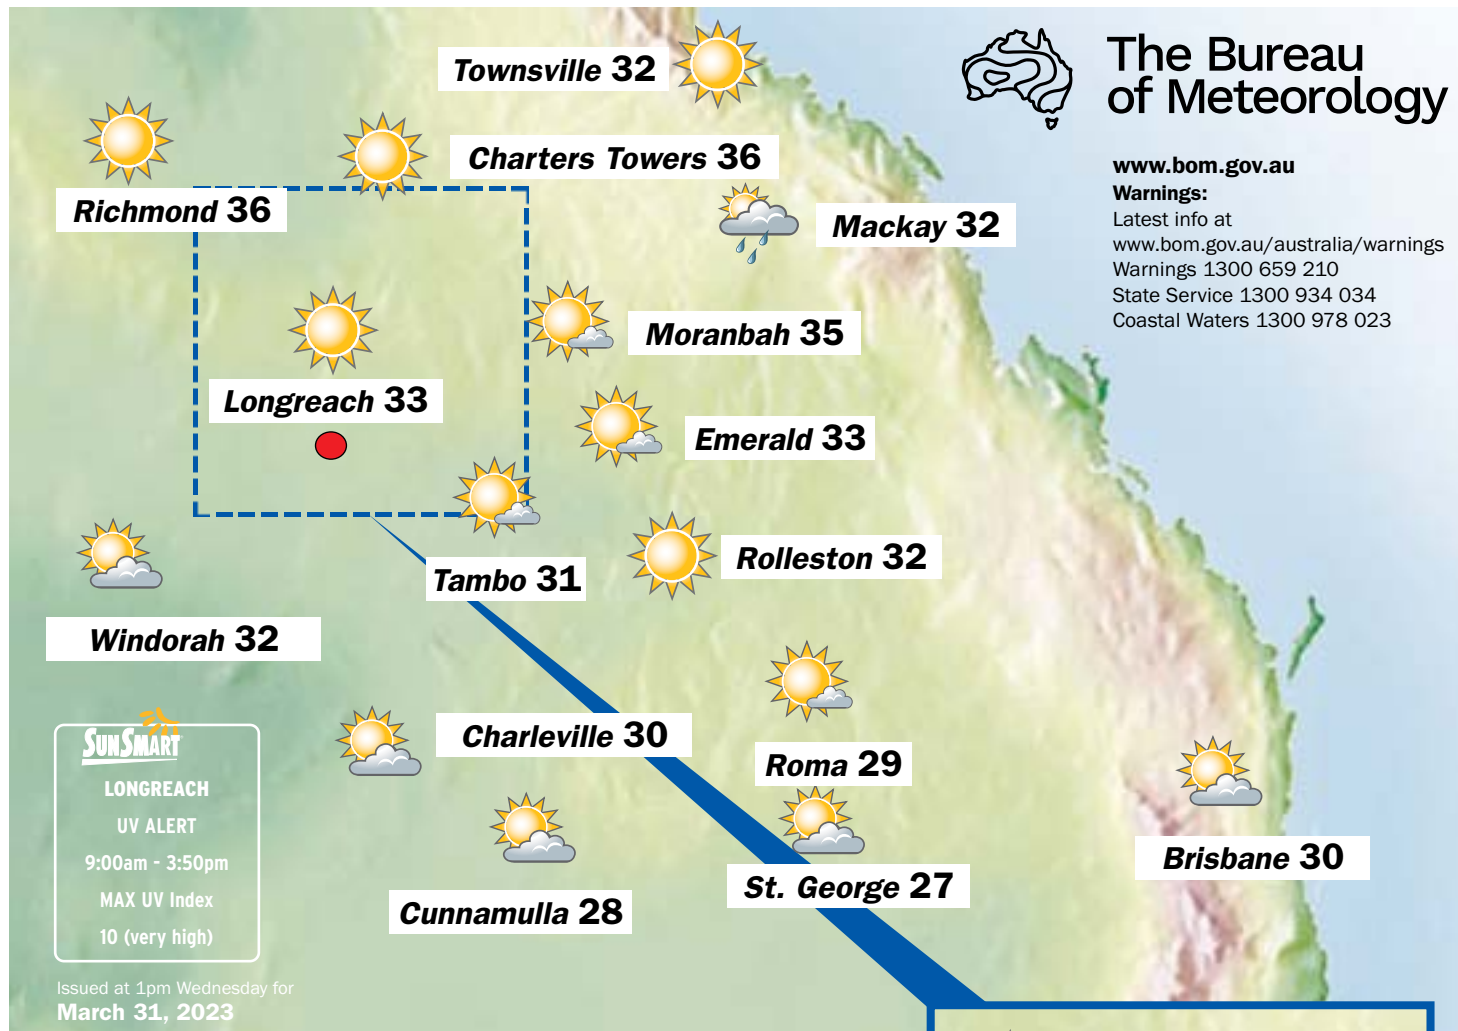 Townsville 32
The Bureau
of Meteorology
Charters Towers 36
www.bom.gov.au
Warnings:
Latest info at
www.bom.gov.au/australia/warnings
Warnings 1300 659 210
State Service 1300 934 034
Coastal Waters 1300 978 023
Richmond 36
Mackay 32
Moranbah 35
Longreach 33
Emerald 33
Rolleston 32
Tambo 31
Windorah 32
Charleville 30
Roma 29
Brisbane 30
St. George 27
Cunnamulla 28
SUNSMART
LONGREACH
UV ALERT
9:00am - 3:50pm
MAX UV Index
10 (very high)
Issued at 1pm Wednesday for
March 31, 2023